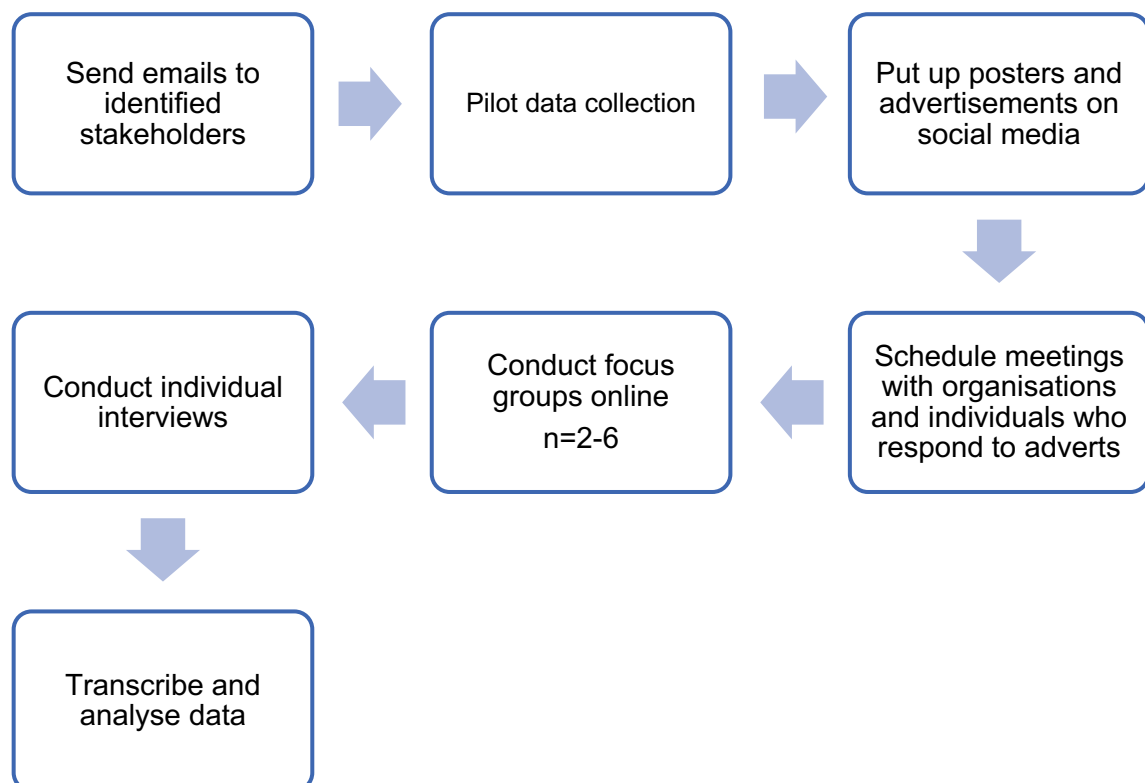 Send emails to
identified
stakeholders
Pilot data collection
Put up posters and
advertisements on
social media
Schedule meetings
with organisations
and individuals who
respond to adverts
Conduct focus
groups online
n=2-6
Conduct individual
interviews
Transcribe and
analyse data